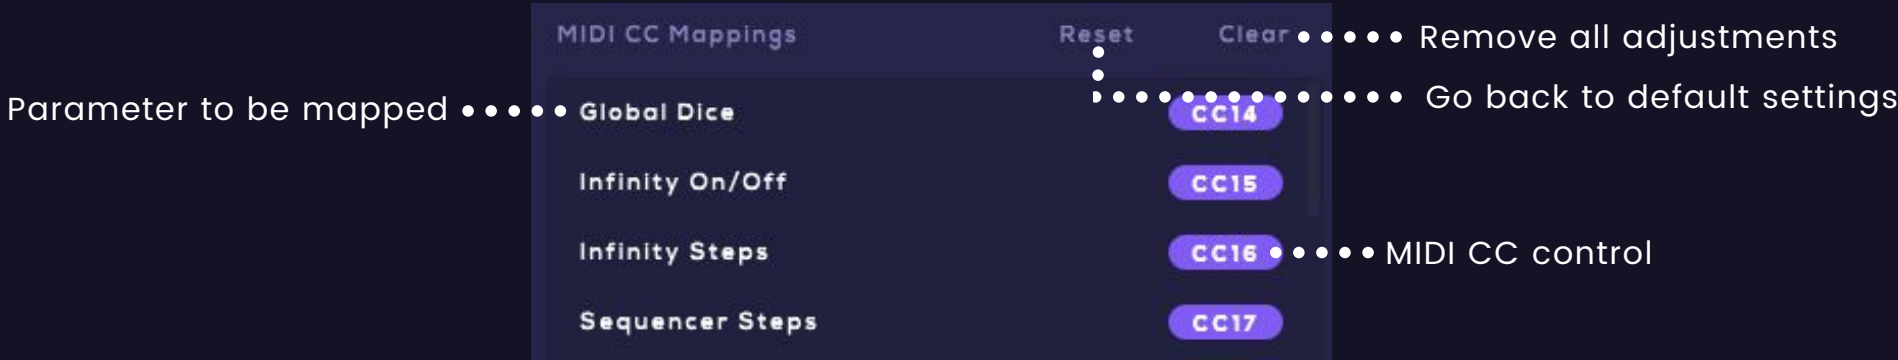 MIDI CC Mappings Reset Clear Remove all adjustments
Go back to default settings
Parameter to be mapped Global Dice CC14
Infinity On/Off CC15
Infinity Steps CC16 MIDI CC control
Sequencer Steps CC17